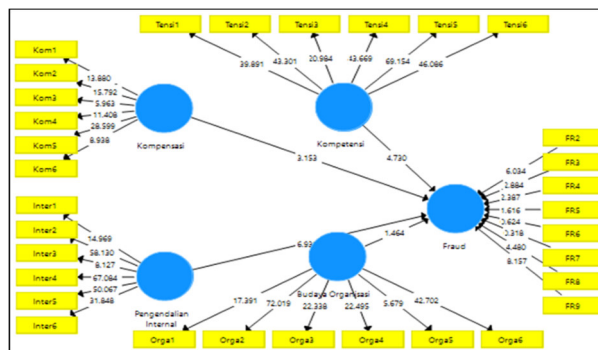 Tensi1 Tensi2 Tensi3 Tensi4 Tensi5 Tensi6
39.891 43.301 20.984 43.669 69.154 46.086
Kom1
Kom2
Kom3
Kom4
Kom5
Kom6
13.880
15.792
5.963
11.408
28.599
8.938
Kompensasi
Kompetensi
3.153
4.730
FR2
FR3
FR4
FR5
FR6
FR7
FR8
FR9
6.034
2.884
2.387
1.616
0.624
0.318
4.480
8.157
Fraud
Inter1
Inter2
Inter3
Inter4
Inter5
Inter6
14.969
58.130
8.127
67.084
50.067
31.848
Pengendalian
Internal
6.93
1.464
Budaya Organisasi
17.391 72.019 22.338 22.495 5.679 42.702
Orga1 Orga2 Orga3 Orga4 Orga5 Orga6